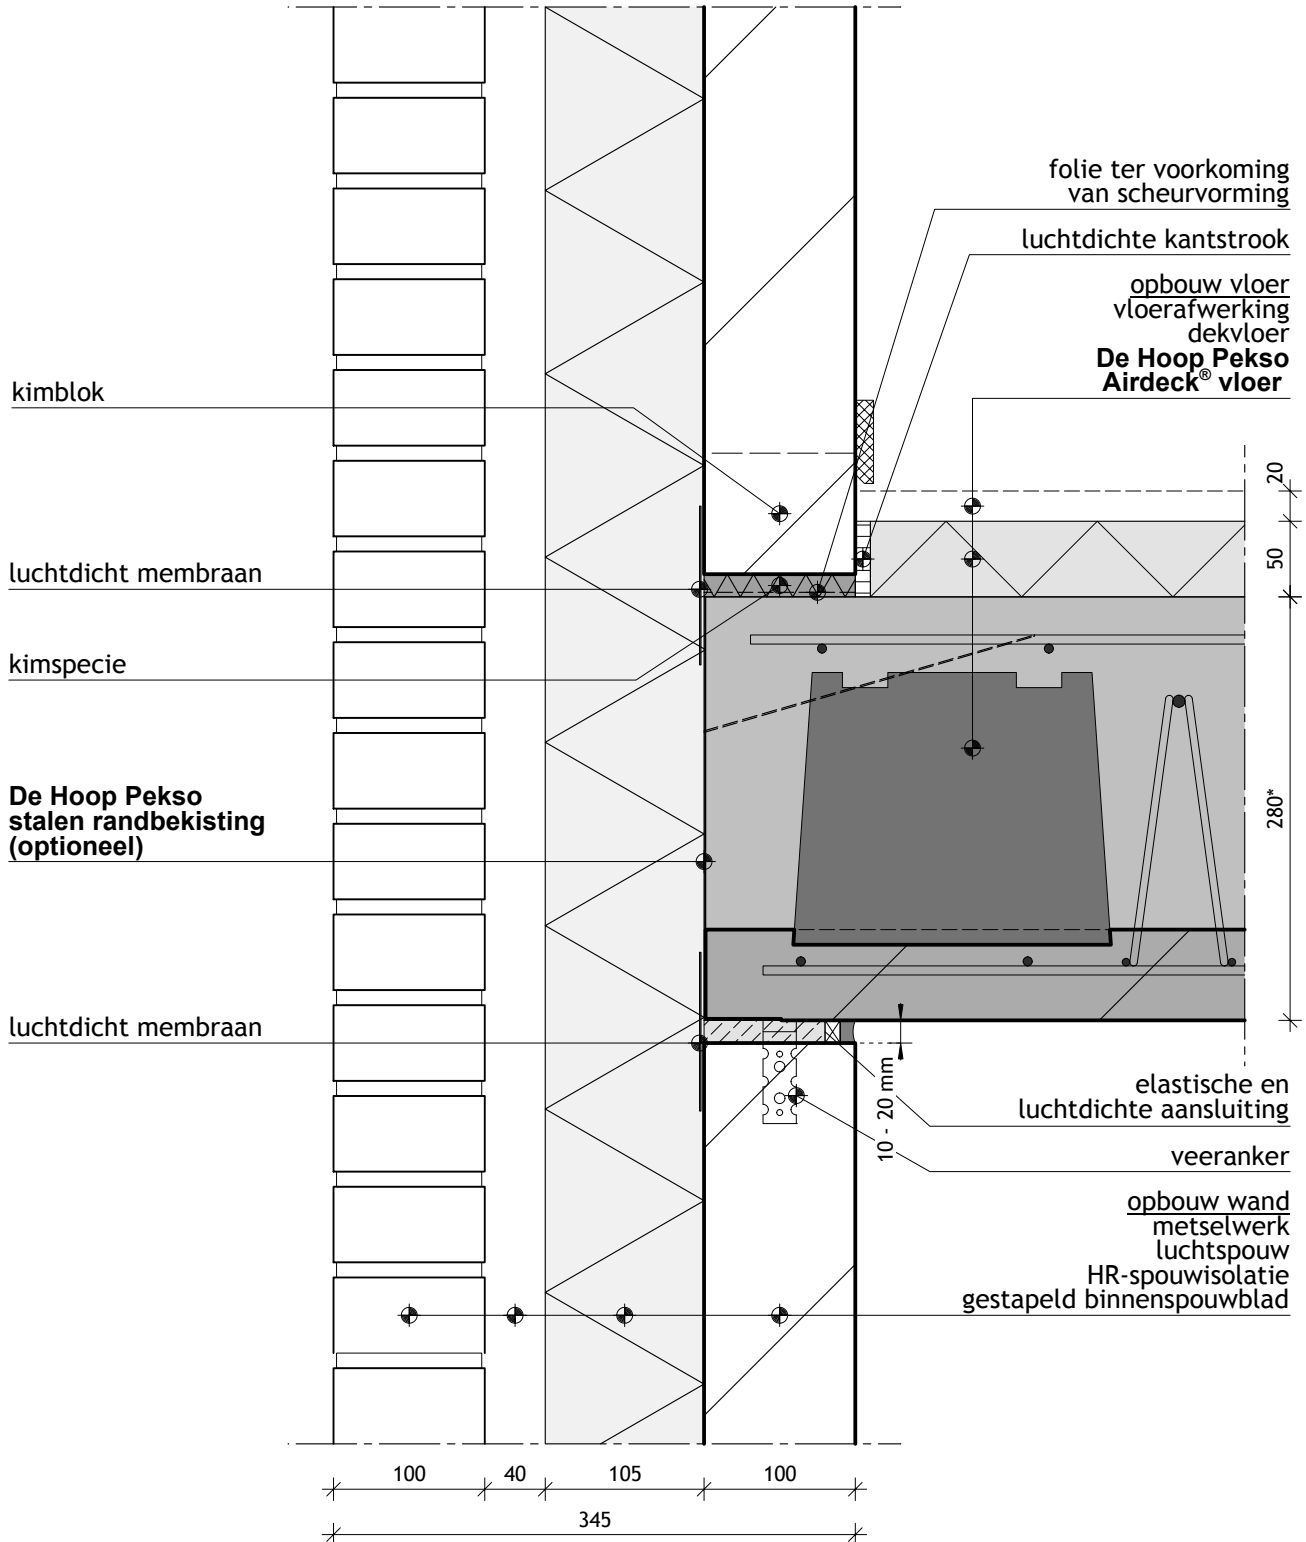 folie ter voorkoming
van scheurvorming
luchtdichte kantstrook
opbouw vloer
vloerafwerking
dekvloer
De Hoop Pekso
Airdeck® vloer
kimblok
20
50
luchtdicht membraan
kimspecie
De Hoop Pekso
stalen randbekisting
(optioneel)
280*
luchtdicht membraan
10 - 20 mm
elastische en
luchtdichte aansluiting
veeranker
opbouw wand
metselwerk
luchtspouw
HR-spouwisolatie
gestapeld binnenspouwblad
100 40 105 100
345